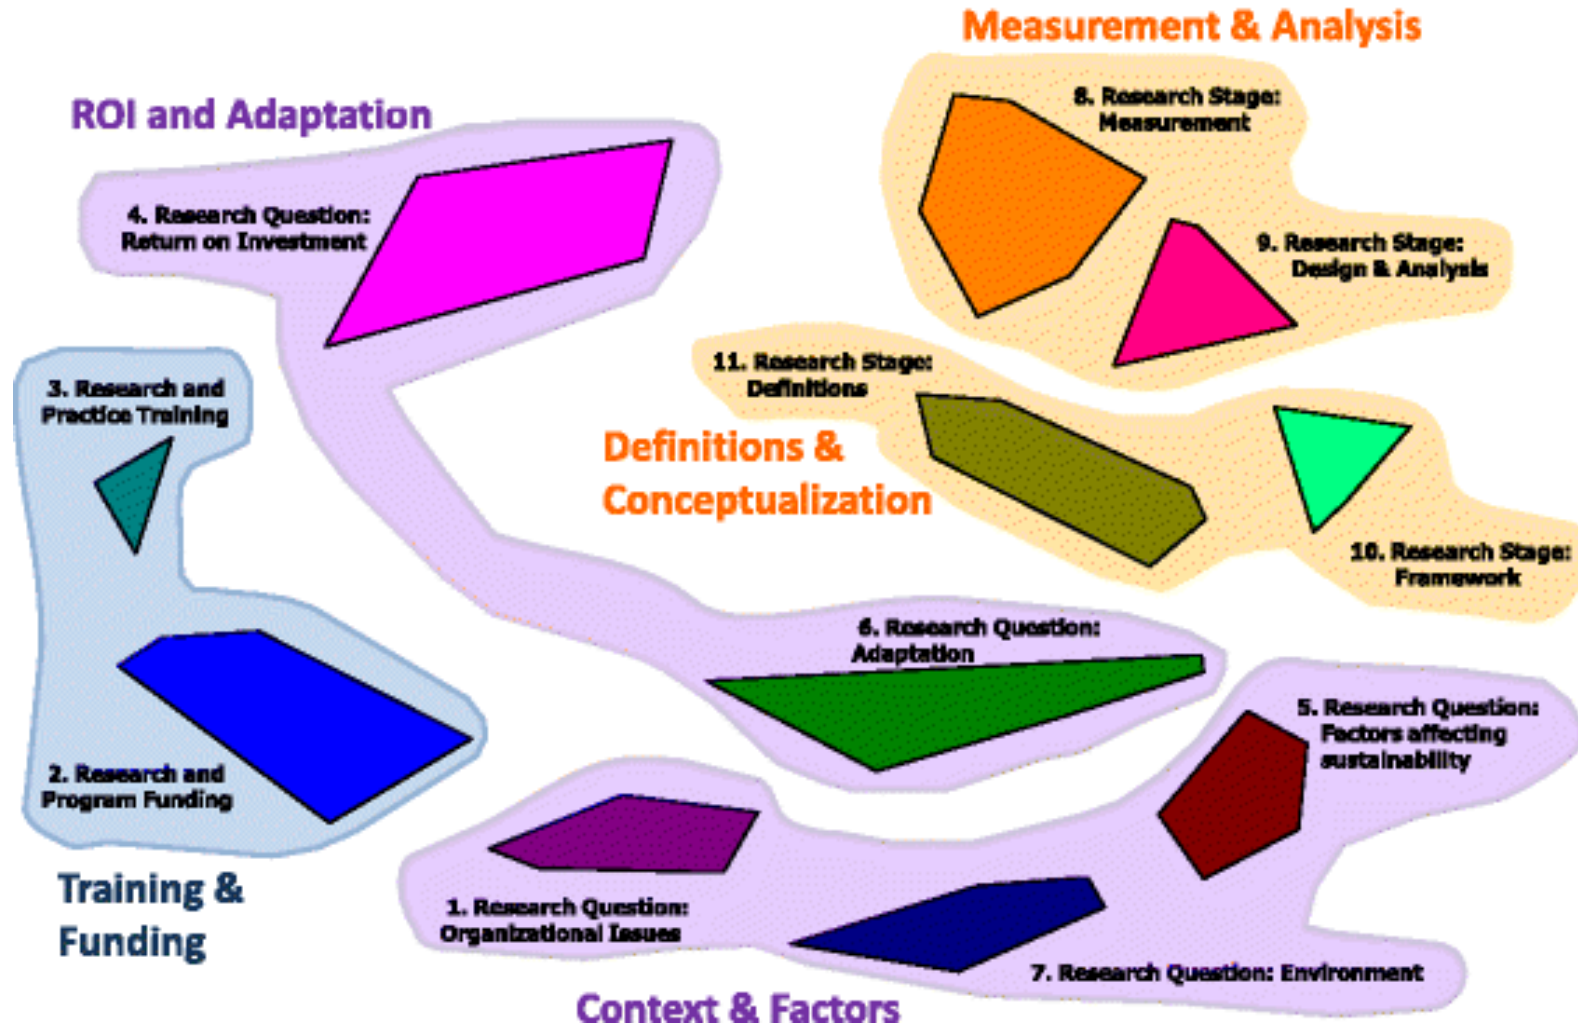 Measurement & Analysis
8. Research Stage:
Measurement
ROI and Adaptation
4. Research Question:
Return on Investment
9. Research Stage:
Design & Analysis
11. Research Stage:
Definitions
3. Research and
Practice Training
Definitions &
Conceptualization
10. Research Stage:
Framework
6. Research Question:
Adaptation
5. Research Question:
Factors affecting
sustainability
2. Research and
Program Funding
Training &
Funding
1. Research Question:
Organizational Issues
7. Research Question: Environment
Context & Factors